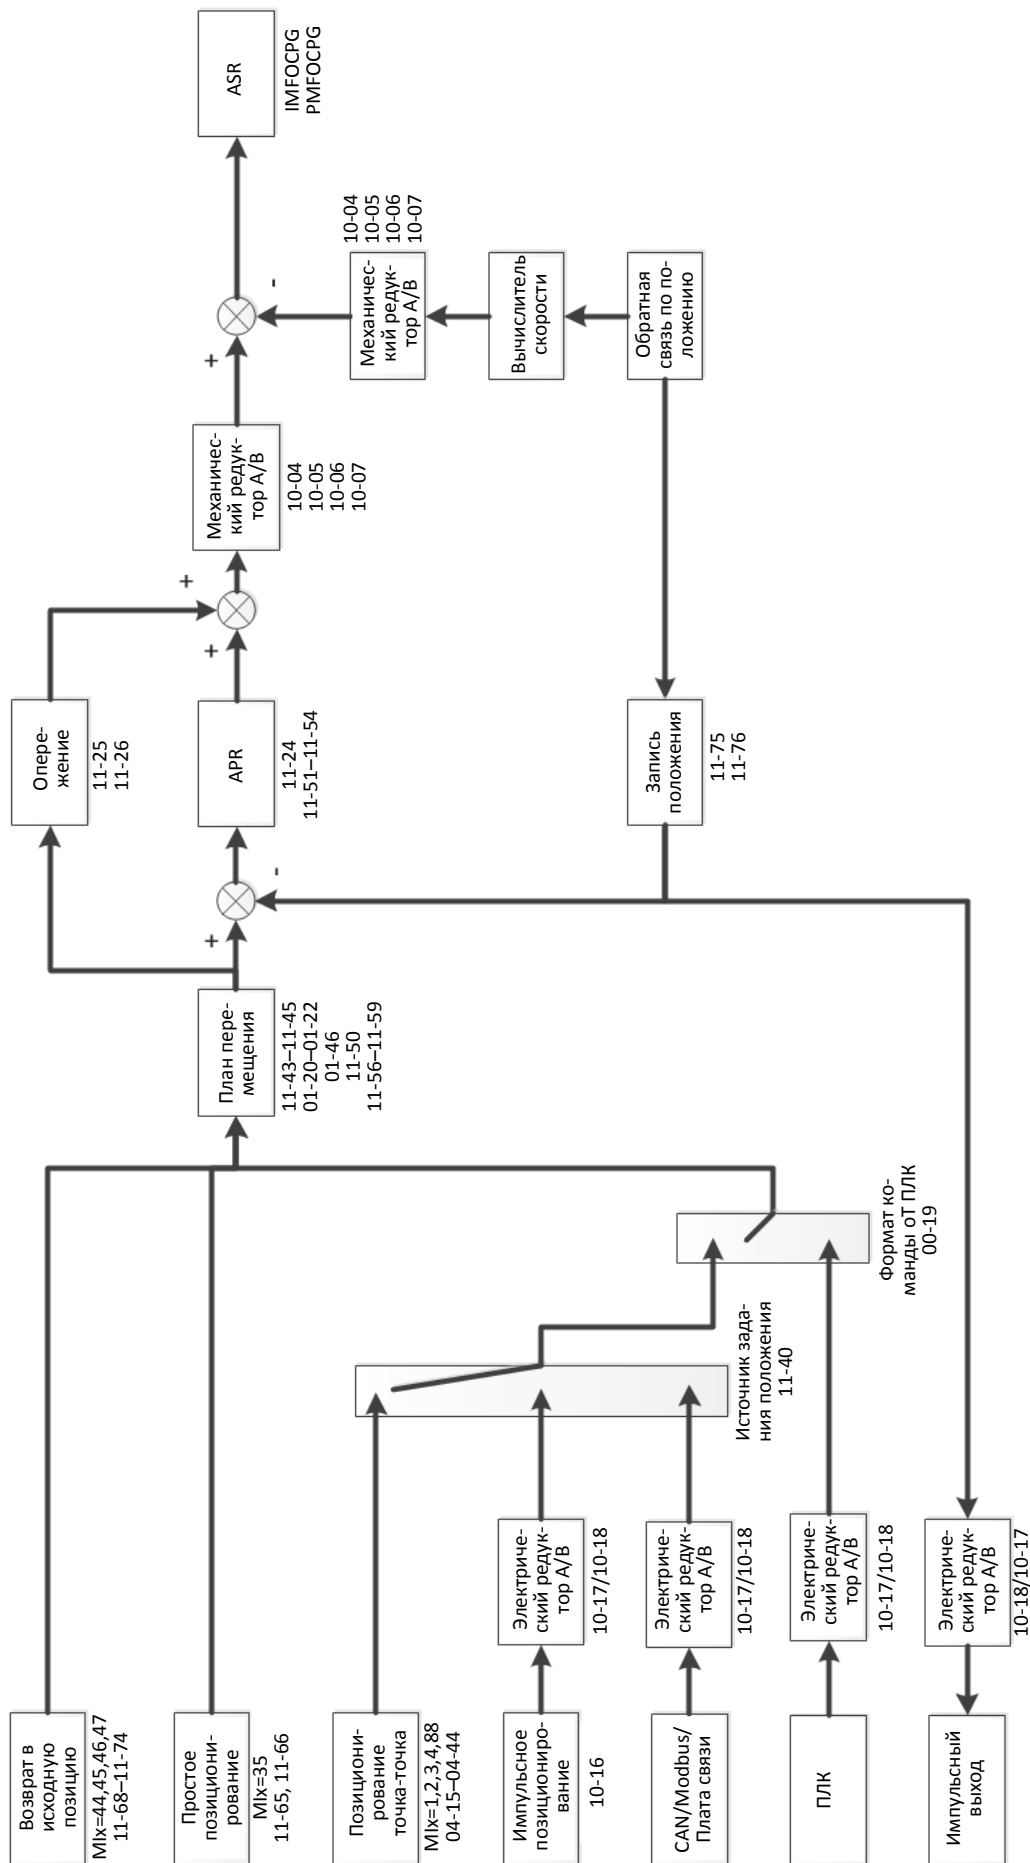 Возврат в
исходную
позицию
MIx=44,45,46,47
11-68–11-74
Простое
позициони-
рование
MIx=35
11-65, 11-66
Позициони-
рование
точка-точка
MIx=1,2,3,4,88
04-15–04-44
Импульсное
позициониро-
вание
10-16
Электриче-
ский редук-
тор A/B
10-17/10-18
CAN/Modbus/
Плата связи
Электриче-
ский редук-
тор A/B
10-17/10-18
ПЛК
Электриче-
ский редук-
тор A/B
10-17/10-18
Импульсный
выход
Электриче-
ский редук-
тор A/B
10-18/10-17
Источник зада-
ния положения
11-40
Формат ко-
манды оТ ПЛК
00-19
План пере-
мещения
11-43–11-45
01-20–01-22
01-46
11-50
11-56–11-59
+
-
Опере-
жение
11-25
11-26
APR
11-24
11-51–11-54
+
+
Запись
положения
11-75
11-76
Механичес-
кий редук-
тор A/B
10-04
10-05
10-06
10-07
+
-
Механичес-
кий редук-
тор A/B
10-04
10-05
10-06
10-07
Вычислитель
скорости
Обратная
связь по по-
ложению
ASR
IMFOCPG
PMFOCPG